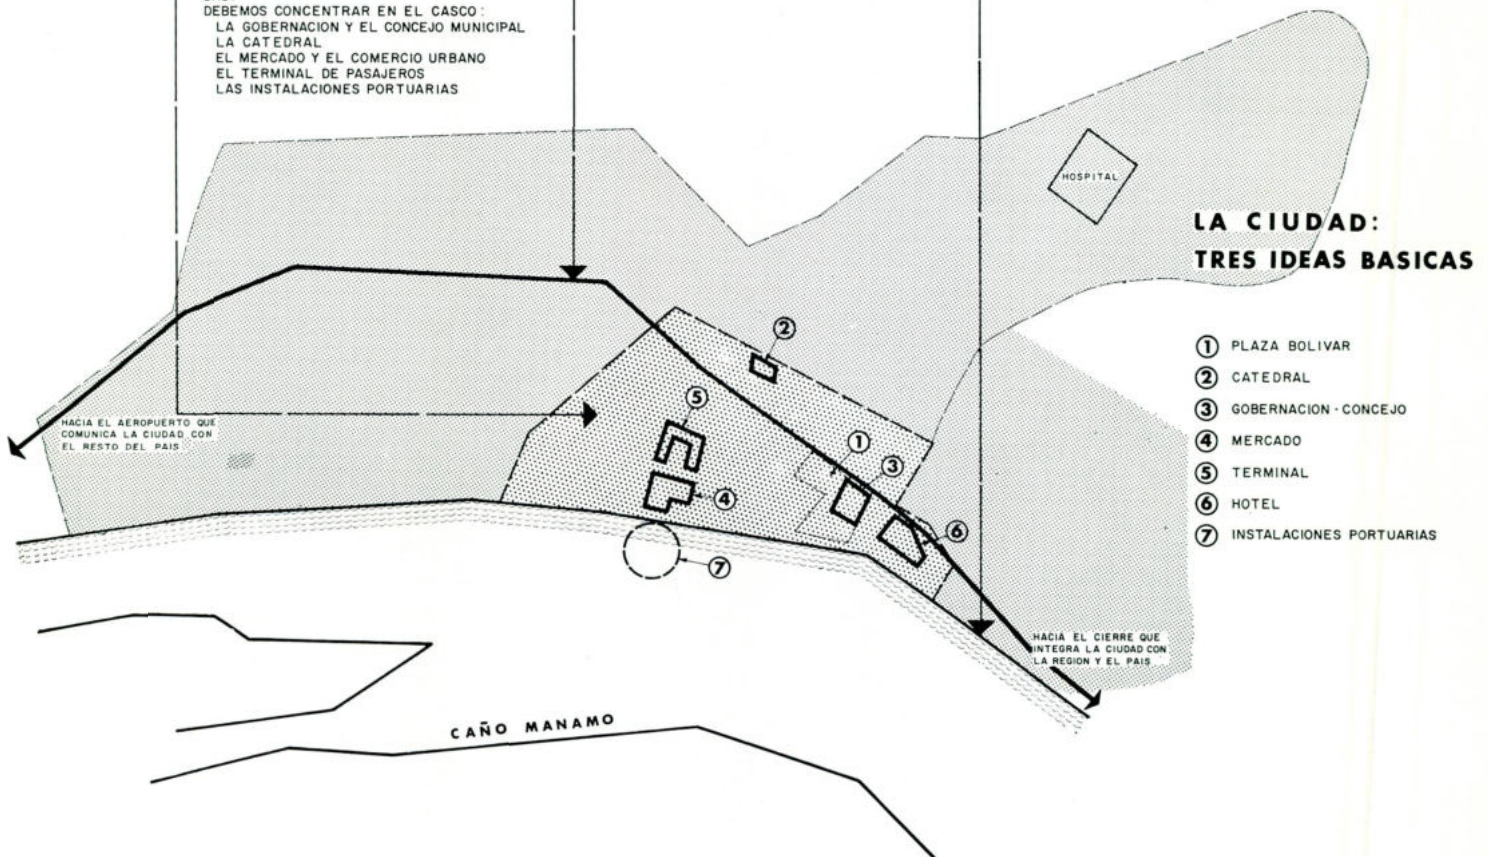 DEBEMOS CONCENTRAR EN EL CASCO:
LA GOBERNACION Y EL CONCEJO MUNICIPAL
LA CATEDRAL
EL MERCADO Y EL COMERCIO URBANO
EL TERMINAL DE PASAJEROS
LAS INSTALACIONES PORTUARIAS
HOSPITAL
LA CIUDAD:
TRES IDEAS BASICAS
1 PLAZA BOLIVAR
2 CATEDRAL
3 GOBERNACION - CONCEJO
4 MERCADO
5 TERMINAL
6 HOTEL
7 INSTALACIONES PORTUARIAS
2
5
1
3
4
6
7
HACIA EL AEROPUERTO QUE
COMUNICA LA CIUDAD CON
EL RESTO DEL PAIS
HACIA EL CIERRE QUE
INTEGRA LA CIUDAD CON
LA REGION Y EL PAIS
CAÑO MANAMO